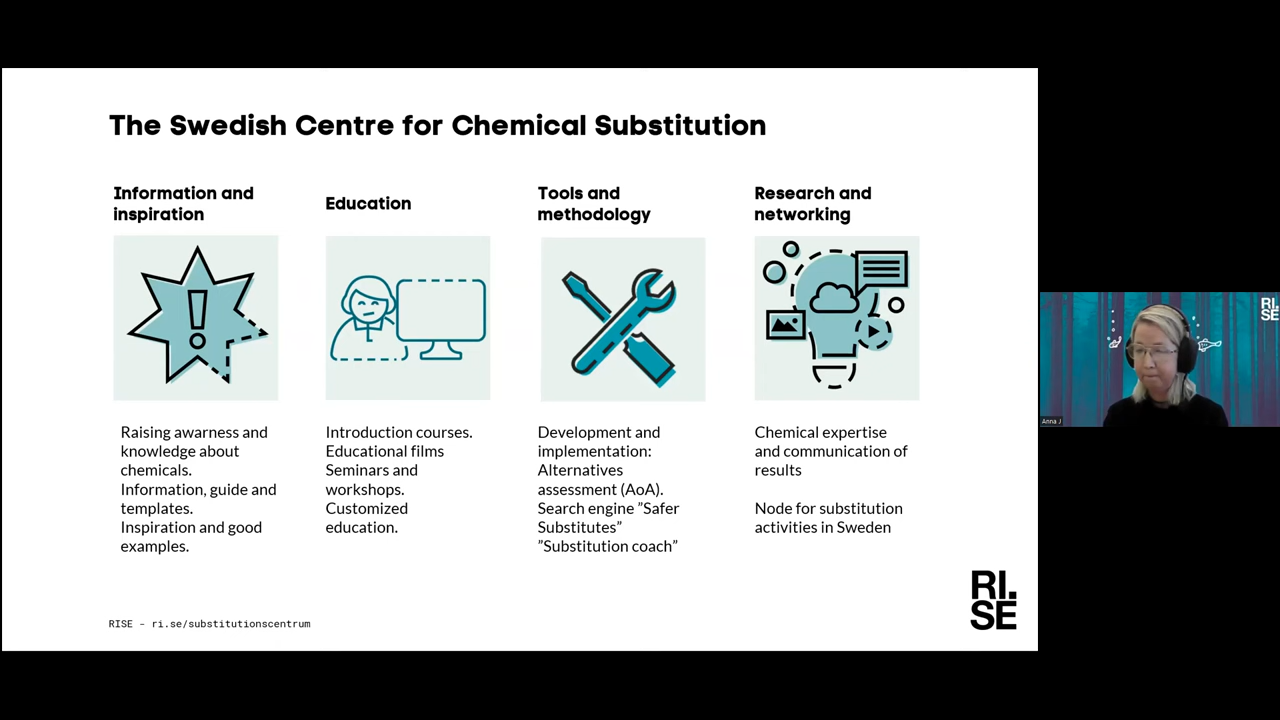 The Swedish Centre for Chemical Substitution
Information and
inspiration
Raising awarness and
knowledge about
chemicals.
Information, guide and
templates.
Inspiration and good
examples.
Education
Introduction courses.
Educational films
Seminars and
workshops.
Customized
education.
Tools and
methodology
Development and
implementation:
Alternatives
assessment (AoA).
Search engine ”Safer
Substitutes”
”Substitution coach”
Research and
networking
Chemical expertise
and communication of
results
Node for substitution
activities in Sweden
RISE – ri.se/substitutionscentrum
RI.
SE
RI.
SE
Anna J